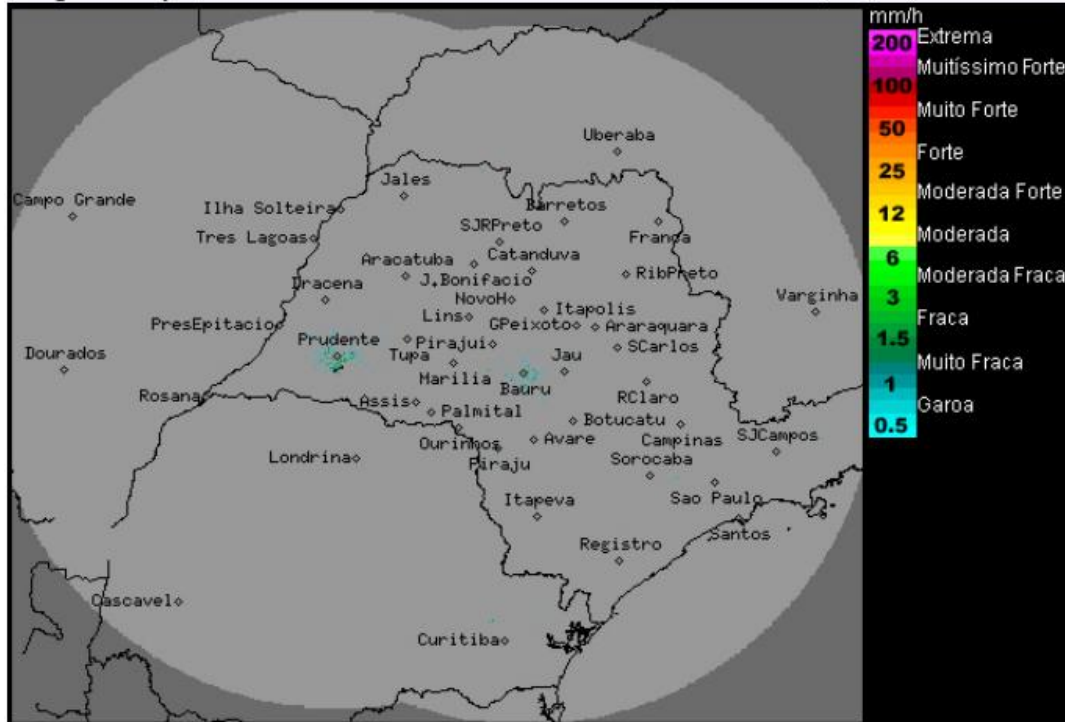 mm/h
200 Extrema
Muitíssimo Forte
100
Muito Forte
50
Forte
25
Moderada Forte
12
Moderada
6
Moderada Fraca
3
Fraca
1.5
Muito Fraca
1
Garoa
0.5
Uberaba
Jales
Campo Grande
Ilha Solteira
Barretos
SJRPreto
Franca
Tres Lagoas
Catanduva
Aracatuba
J.Bonifacio
RibPreto
Dracena
NovoH
Varginha
Itapolis
Lins
GPeixoto
Araraquara
PresEpitacio
Prudente
Pirajui
SCarlos
Dourados
Tupa
Jau
Marilia
Bauru
Rosana
Assis
RClaro
Palmital
Botucatu
Campinas
SJCampos
Ourinhos
Avare
Londrina
Piraju
Sorocaba
Itapeva
Sao Paulo
Santos
Registro
Cascavel
Curitiba